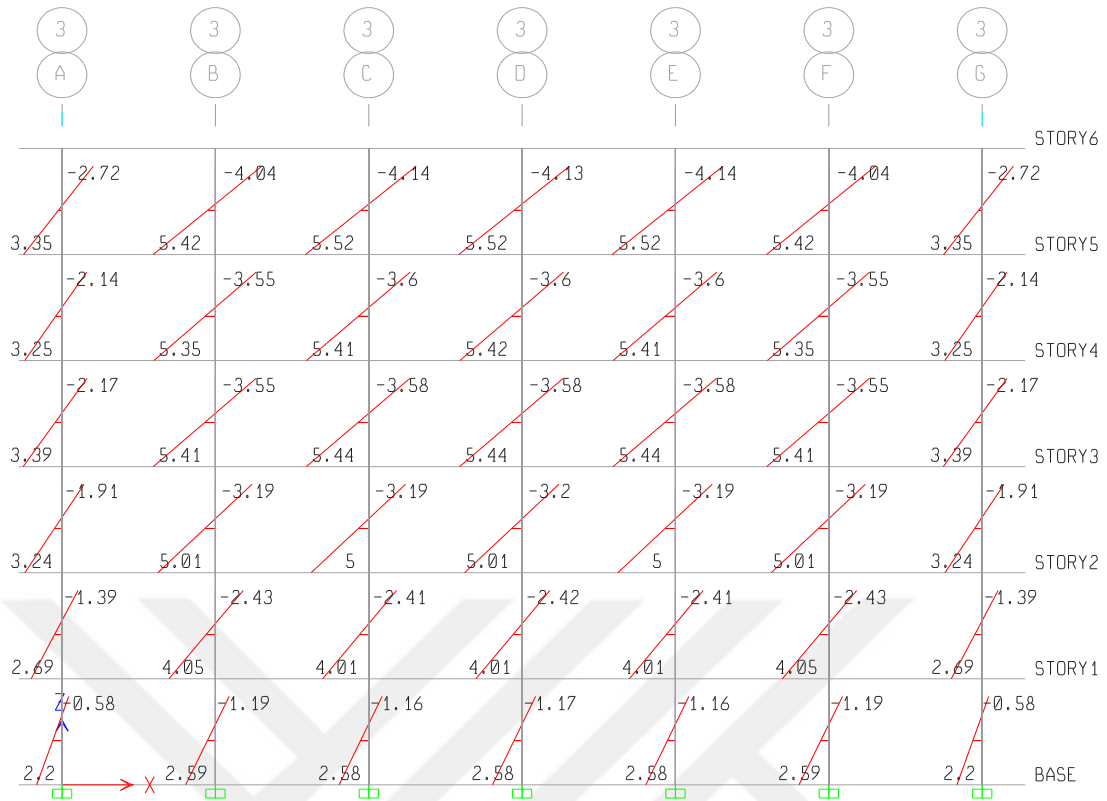 3 3 3 3 3 3 3
A B C D E F G
STORY6
-2.72 -4.04 -4.14 -4.13 -4.14 -4.04 -2.72
3.35 5.42 5.52 5.52 5.52 5.42 3.35 STORY5
-2.14 -3.55 -3.6 -3.6 -3.6 -3.55 -2.14
3.25 5.35 5.41 5.42 5.41 5.35 3.25 STORY4
-2.17 -3.55 -3.58 -3.58 -3.58 -3.55 -2.17
3.39 5.41 5.44 5.44 5.44 5.41 3.39 STORY3
-1.91 -3.19 -3.19 -3.2 -3.19 -3.19 -1.91
3.24 5.01 5 5.01 5 5.01 3.24 STORY2
-1.39 -2.43 -2.41 -2.42 -2.41 -2.43 -1.39
2.69 4.05 4.01 4.01 4.01 4.05 2.69 STORY1
Z -0.58 -1.19 -1.16 -1.17 -1.16 -1.19 -0.58
2.2 X 2.59 2.58 2.58 2.58 2.59 2.2 BASE